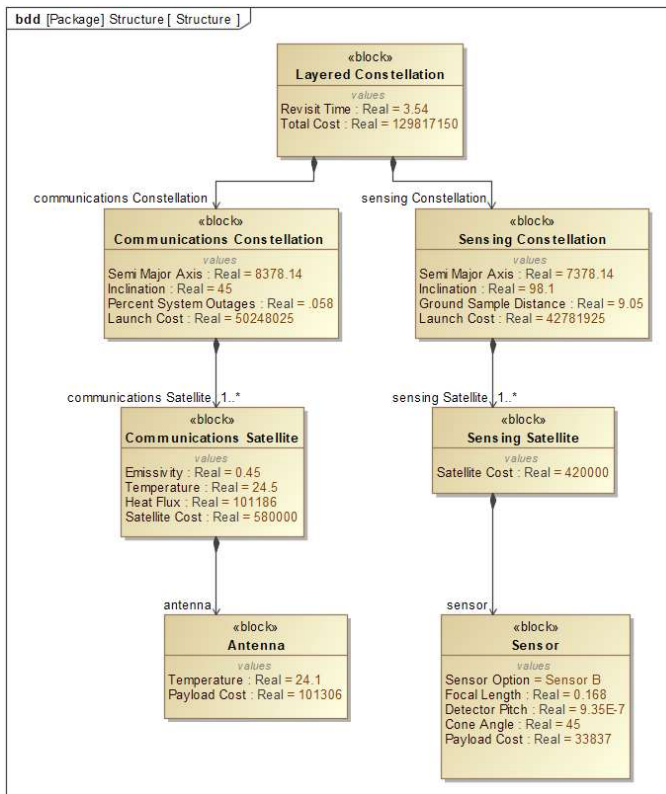 bdd [Package] Structure [ Structure ]
«block»
Layered Constellation
values
Revisit Time : Real = 3.54
Total Cost : Real = 129817150
communications Constellation
sensing Constellation
«block»
Communications Constellation
values
Semi Major Axis : Real = 8378.14
Inclination : Real = 45
Percent System Outages : Real = .058
Launch Cost : Real = 50248025
«block»
Sensing Constellation
values
Semi Major Axis : Real = 7378.14
Inclination : Real = 98.1
Ground Sample Distance : Real = 9.05
Launch Cost : Real = 42781925
communications Satellite 1..*
sensing Satellite 1..*
«block»
Communications Satellite
values
Emissivity : Real = 0.45
Temperature : Real = 24.5
Heat Flux : Real = 101186
Satellite Cost : Real = 580000
«block»
Sensing Satellite
values
Satellite Cost : Real = 420000
antenna
sensor
«block»
Antenna
values
Temperature : Real = 24.1
Payload Cost : Real = 101306
«block»
Sensor
values
Sensor Option = Sensor B
Focal Length : Real = 0.168
Detector Pitch : Real = 9.35E-7
Cone Angle : Real = 45
Payload Cost : Real = 33837